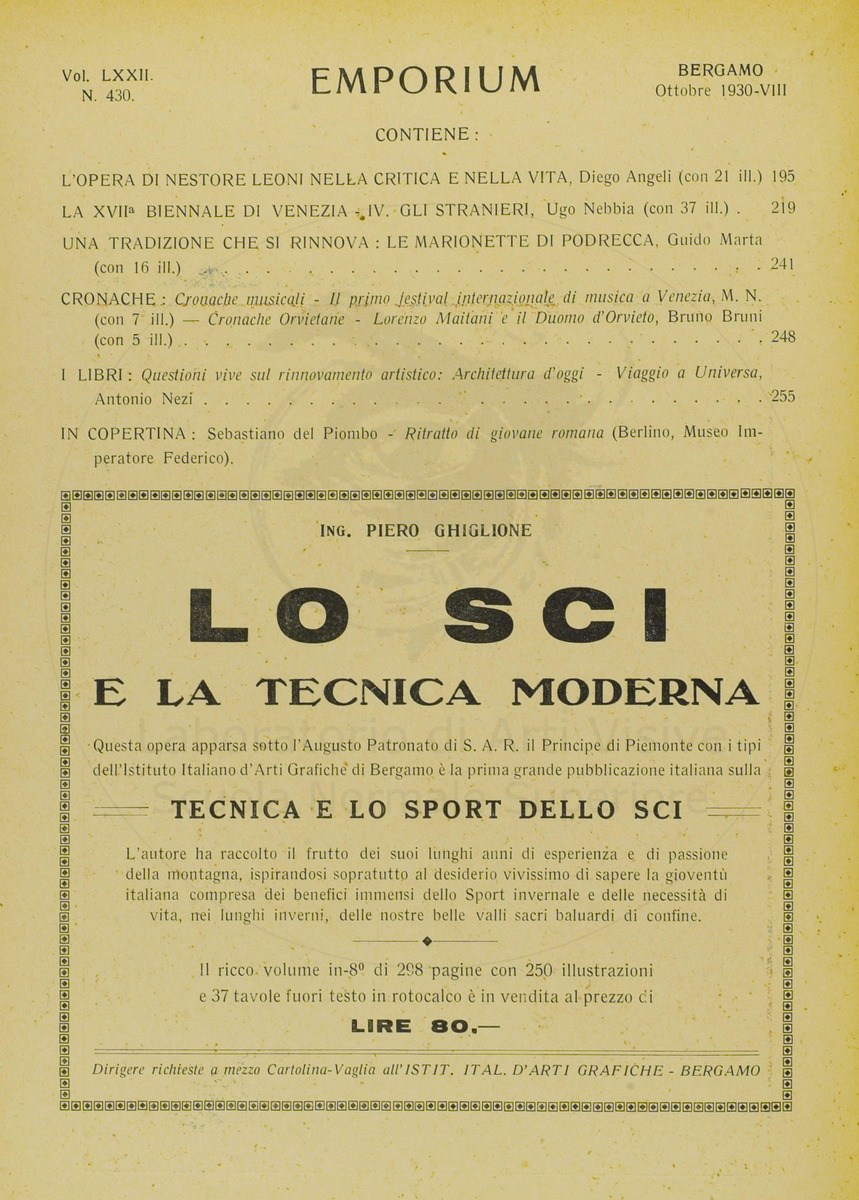 Vol. LXXII.
N. 430.
EMPORIUM
BERGAMO
Ottobre 1930-VIII
CONTIENE :
L'OPERA DI NESTORE LEONI NELLA CRITICA E NELLA VITA, Diego Angeli (con 21 ill.) 195
LA XVIIª BIENNALE DI VENEZIA - IV. GLI STRANIERI, Ugo Nebbia (con 37 ill.) . 219
UNA TRADIZIONE CHE SI RINNOVA : LE MARIONETTE DI PODRECCA, Guido Marta
(con 16 ill.) . . . . . . . . . . . . . . . . . . . . 241
CRONACHE : Cronache musicali - Il primo festival internazionale di musica a Venezia, M. N.
(con 7 ill.) — Cronache Orvietane - Lorenzo Maitani e il Duomo d'Orvieto, Bruno Bruni
(con 5 ill.) . . . . . . . . . . . . . . . . . . . . . 248
I LIBRI : Questioni vive sul rinnovamento artistico: Architettura d'oggi - Viaggio a Universa,
Antonio Nezi . . . . . . . . . . . . . . . . . . . . 255
IN COPERTINA : Sebastiano del Piombo - Ritratto di giovane romana (Berlino, Museo Im-
peratore Federico).
ING. PIERO GHIGLIONE
LO SCI
E LA TECNICA MODERNA
Questa opera apparsa sotto l'Augusto Patronato di S. A. R. il Principe di Piemonte con i tipi
dell'Istituto Italiano d'Arti Grafiche di Bergamo è la prima grande pubblicazione italiana sulla
TECNICA E LO SPORT DELLO SCI
L'autore ha raccolto il frutto dei suoi lunghi anni di esperienza e di passione
della montagna, ispirandosi sopratutto al desiderio vivissimo di sapere la gioventù
italiana compresa dei benefici immensi dello Sport invernale e delle necessità di
vita, nei lunghi inverni, delle nostre belle valli sacri baluardi di confine.
Il ricco volume in-8º di 298 pagine con 250 illustrazioni
e 37 tavole fuori testo in rotocalco è in vendita al prezzo di
LIRE 80.—
Dirigere richieste a mezzo Cartolina-Vaglia all'ISTIT. ITAL. D'ARTI GRAFICHE - BERGAMO